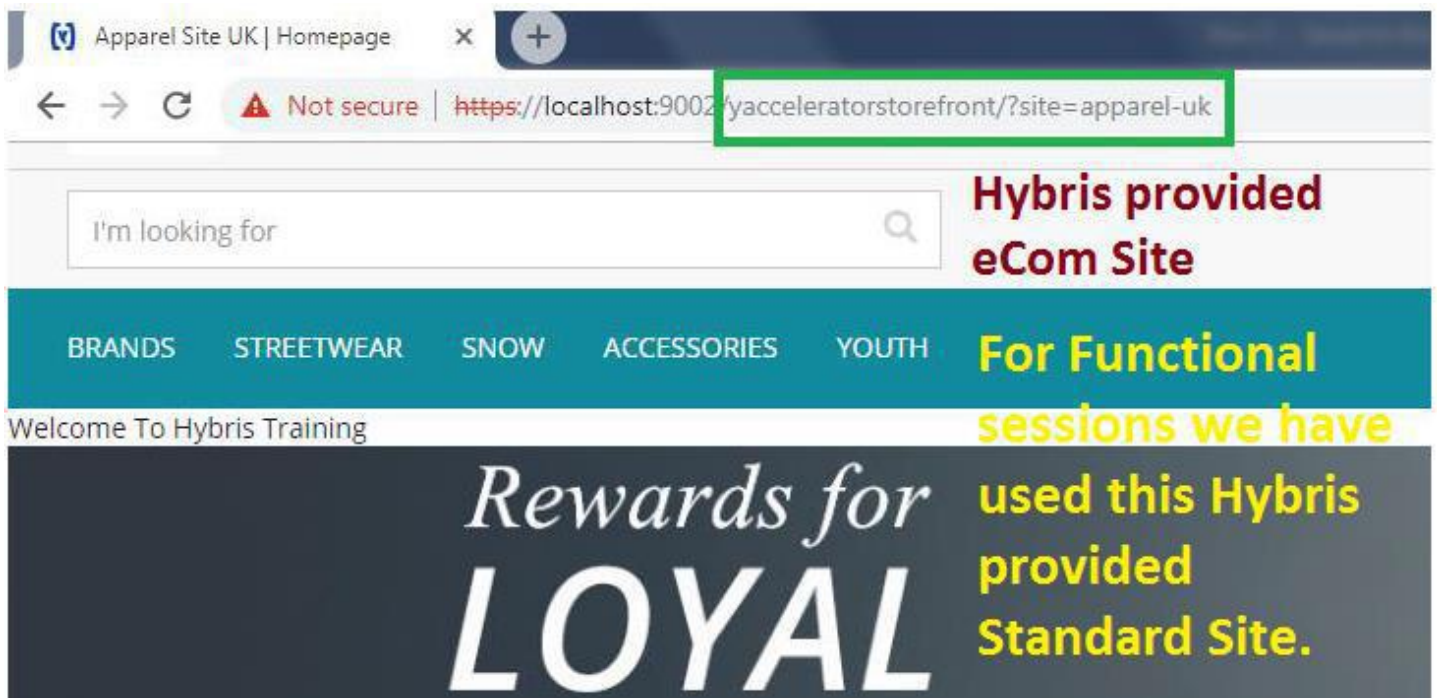 Apparel Site UK | Homepage
Not secure | https://localhost:9002/yacceleratorstorefront/?site=apparel-uk
I'm looking for
Hybris provided
eCom Site
BRANDS STREETWEAR SNOW ACCESSORIES YOUTH
For Functional
sessions we have
used this Hybris
provided
Standard Site.
Welcome To Hybris Training
Rewards for
LOYAL